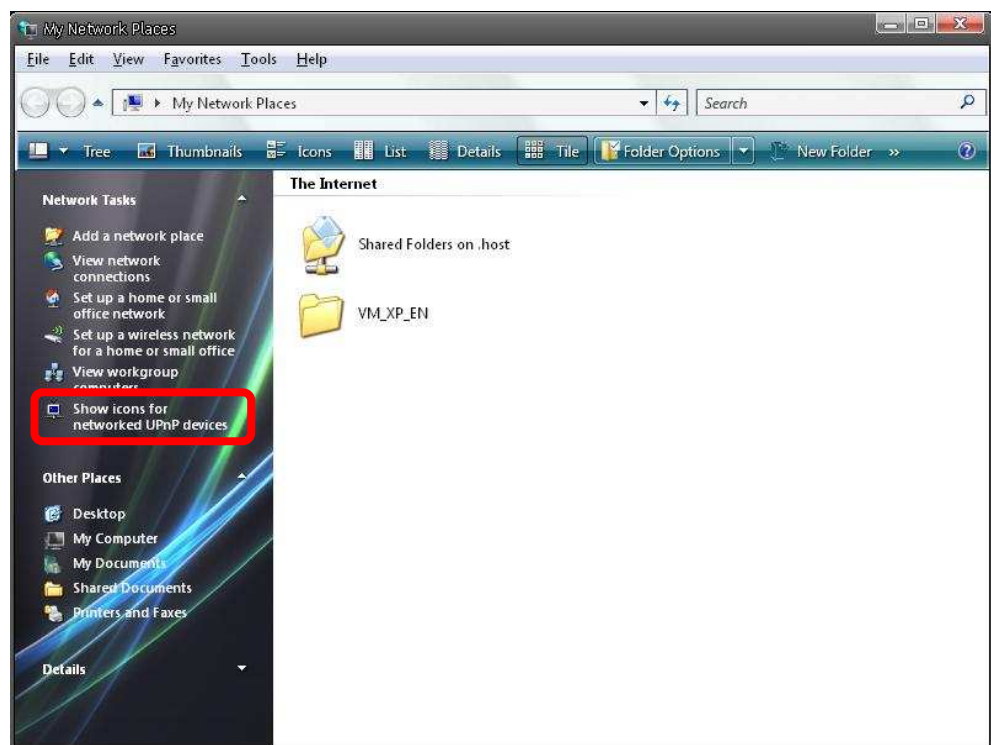 My Network Places
File Edit View Favorites Tools Help
My Network Places Search
Tree Thumbnails Icons List Details Tile Folder Options New Folder »
Network Tasks
Add a network place
View network
connections
Set up a home or small
office network
Set up a wireless network
for a home or small office
View workgroup
computers
Show icons for
networked UPnP devices
Other Places
Desktop
My Computer
My Documents
Shared Documents
Printers and Faxes
Details
The Internet
Shared Folders on .host
VM_XP_EN